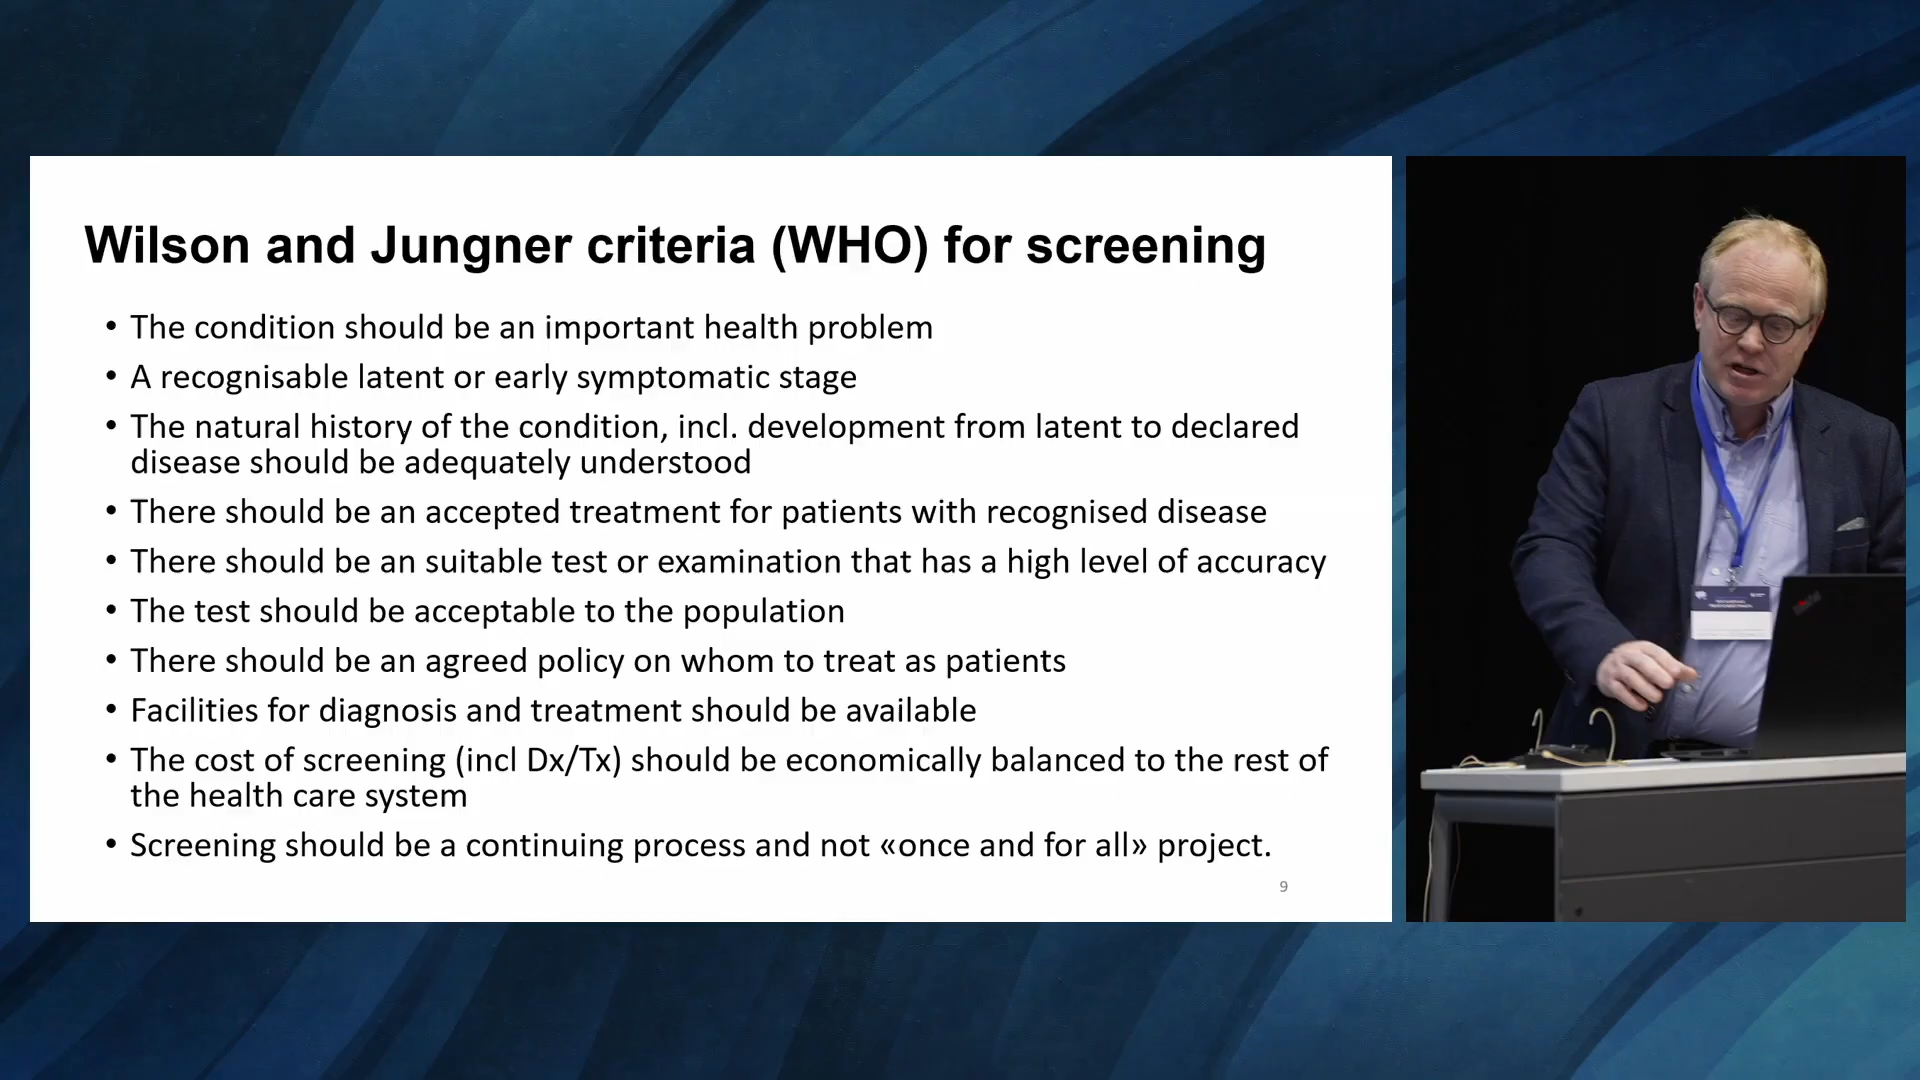 Wilson and Jungner criteria (WHO) for screening
• The condition should be an important health problem
• A recognisable latent or early symptomatic stage
• The natural history of the condition, incl. development from latent to declared
disease should be adequately understood
• There should be an accepted treatment for patients with recognised disease
• There should be an suitable test or examination that has a high level of accuracy
• The test should be acceptable to the population
• There should be an agreed policy on whom to treat as patients
• Facilities for diagnosis and treatment should be available
• The cost of screening (incl Dx/Tx) should be economically balanced to the rest of
the health care system
• Screening should be a continuing process and not «once and for all» project.
9